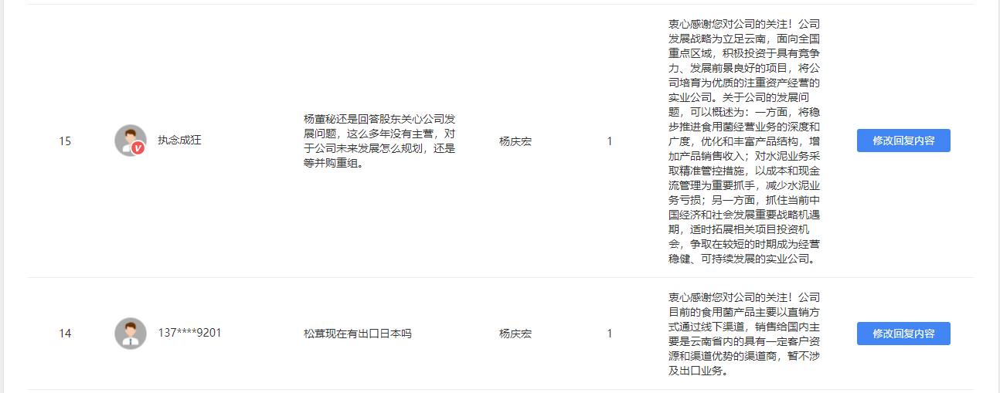 15
执念成狂
杨董秘还是回答股东关心公司发
展问题，这么多年没有主营，对
于公司未来发展怎么规划，还是
等并购重组。
杨庆宏
1
衷心感谢您对公司的关注！公司
发展战略为立足云南，面向全国
重点区域，积极投资于具有竞争
力、发展前景良好的项目，将公
司培育为优质的注重资产经营的
实业公司。关于公司的发展问
题，可以概述为：一方面，将稳
步推进食用菌经营业务的深度和
广度，优化和丰富产品结构，增
加产品销售收入；对水泥业务采
取精准管控措施，以成本和现金
流管理为重要抓手，减少水泥业
务亏损；另一方面，抓住当前中
国经济和社会发展重要战略机遇
期，适时拓展相关项目投资机
会，争取在较短的时期成为经营
稳健、可持续发展的实业公司。
修改回复内容
14
137****9201
松茸现在有出口日本吗
杨庆宏
1
衷心感谢您对公司的关注！公司
目前的食用菌产品主要以直销方
式通过线下渠道，销售给国内主
要是云南省内的具有一定客户资
源和渠道优势的渠道商，暂不涉
及出口业务。
修改回复内容